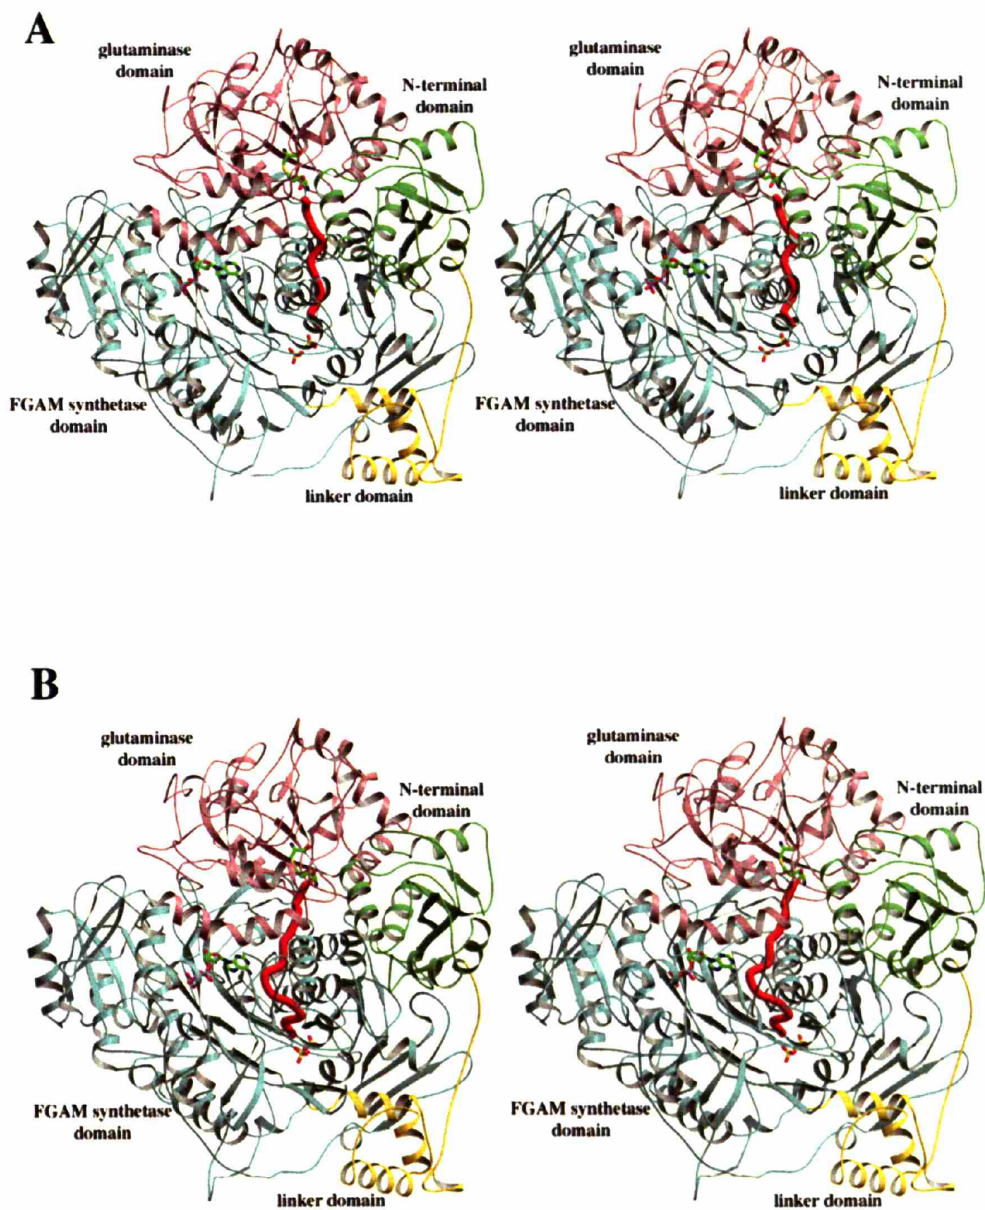 A
glutaminase
domain
N-terminal
domain
FGAM synthetase
domain
linker domain
glutaminase
domain
N-terminal
domain
FGAM synthetase
domain
linker domain
B
glutaminase
domain
N-terminal
domain
FGAM synthetase
domain
linker domain
glutaminase
domain
N-terminal
domain
FGAM synthetase
domain
linker domain